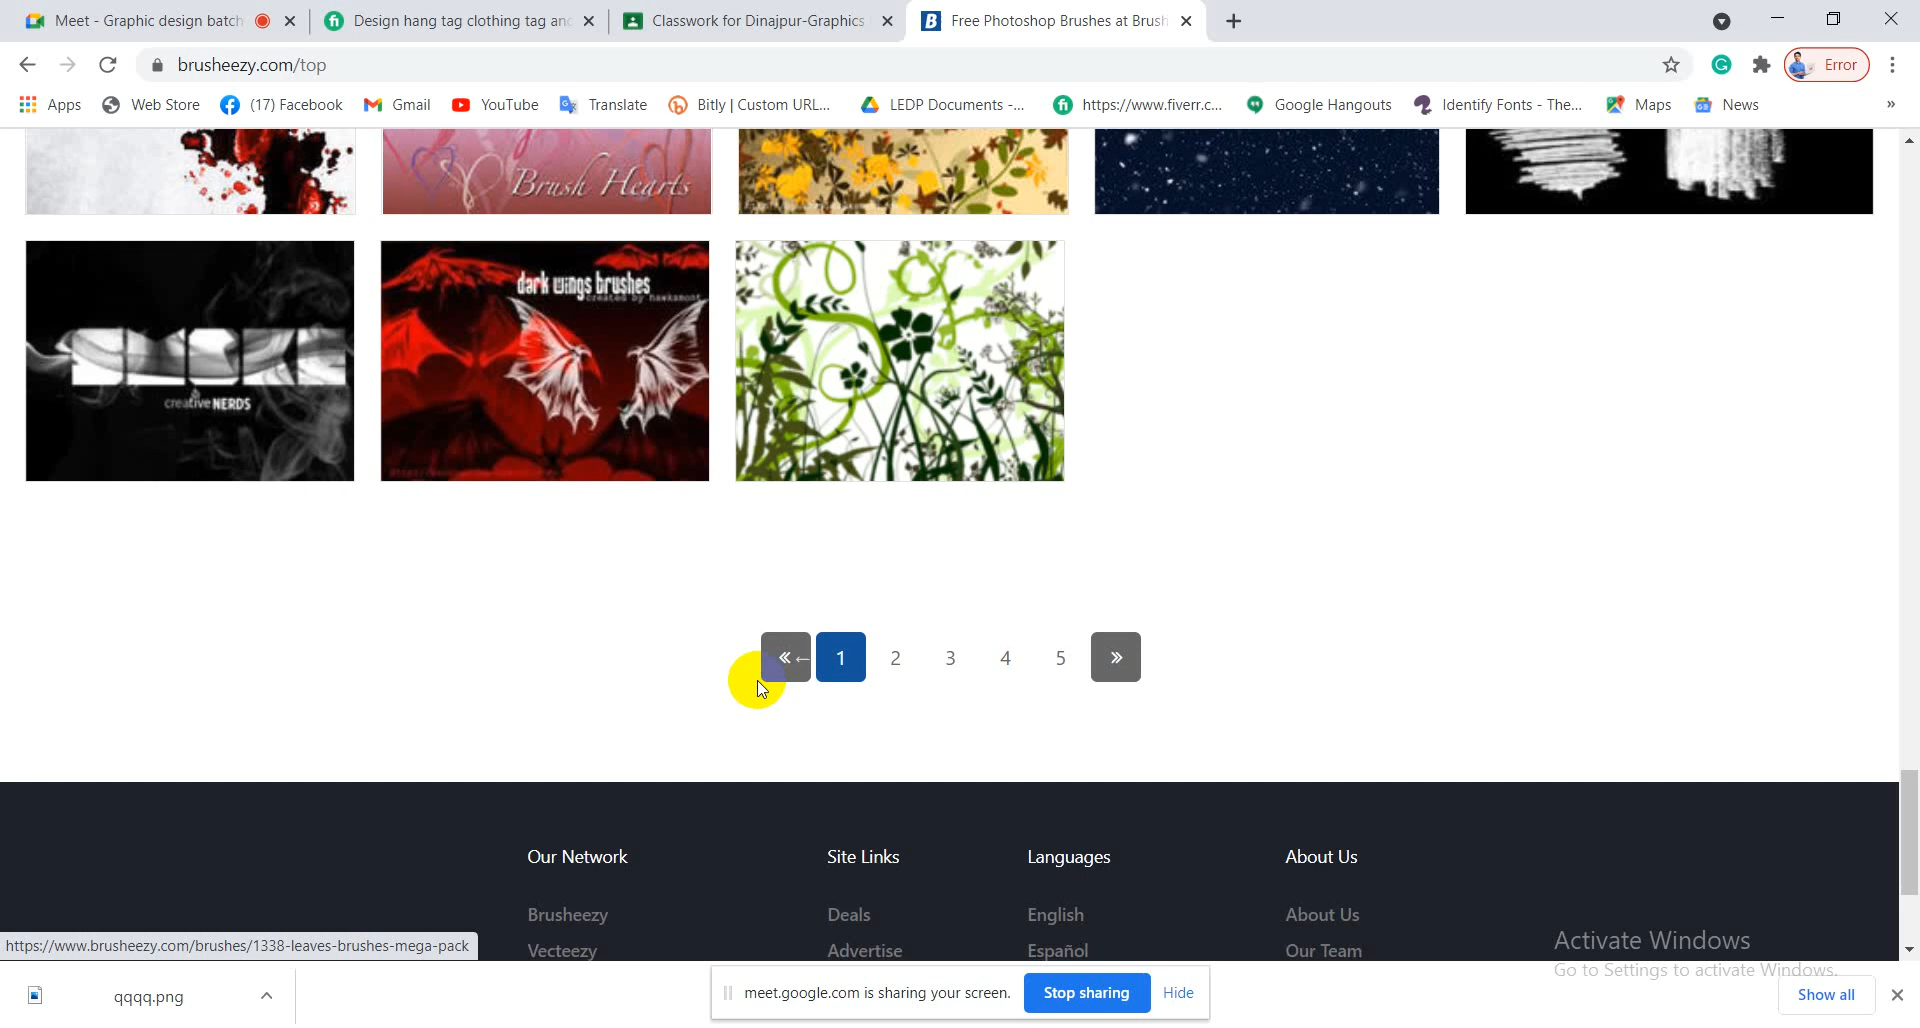 Meet - Graphic design batch
Design hang tag clothing tag and
Classwork for Dinajpur-Graphics
Free Photoshop Brushes at Brush
brusheezy.com/top
Error
Apps
Web Store
(17) Facebook
Gmail
YouTube
Translate
Bitly | Custom URL...
LEDP Documents -...
https://www.fiverr.c...
Google Hangouts
Identify Fonts - The...
Maps
News
»
Brush Hearts
creative NERDS
dark wings brushes
created by hawksmont
«← 1 2 3 4 5 »
Our Network
Site Links
Languages
About Us
Brusheezy
Deals
English
About Us
Vecteezy
Advertise
Español
Our Team
https://www.brusheezy.com/brushes/1338-leaves-brushes-mega-pack
Activate Windows
Go to Settings to activate Windows.
qqqq.png
meet.google.com is sharing your screen.
Stop sharing
Hide
Show all